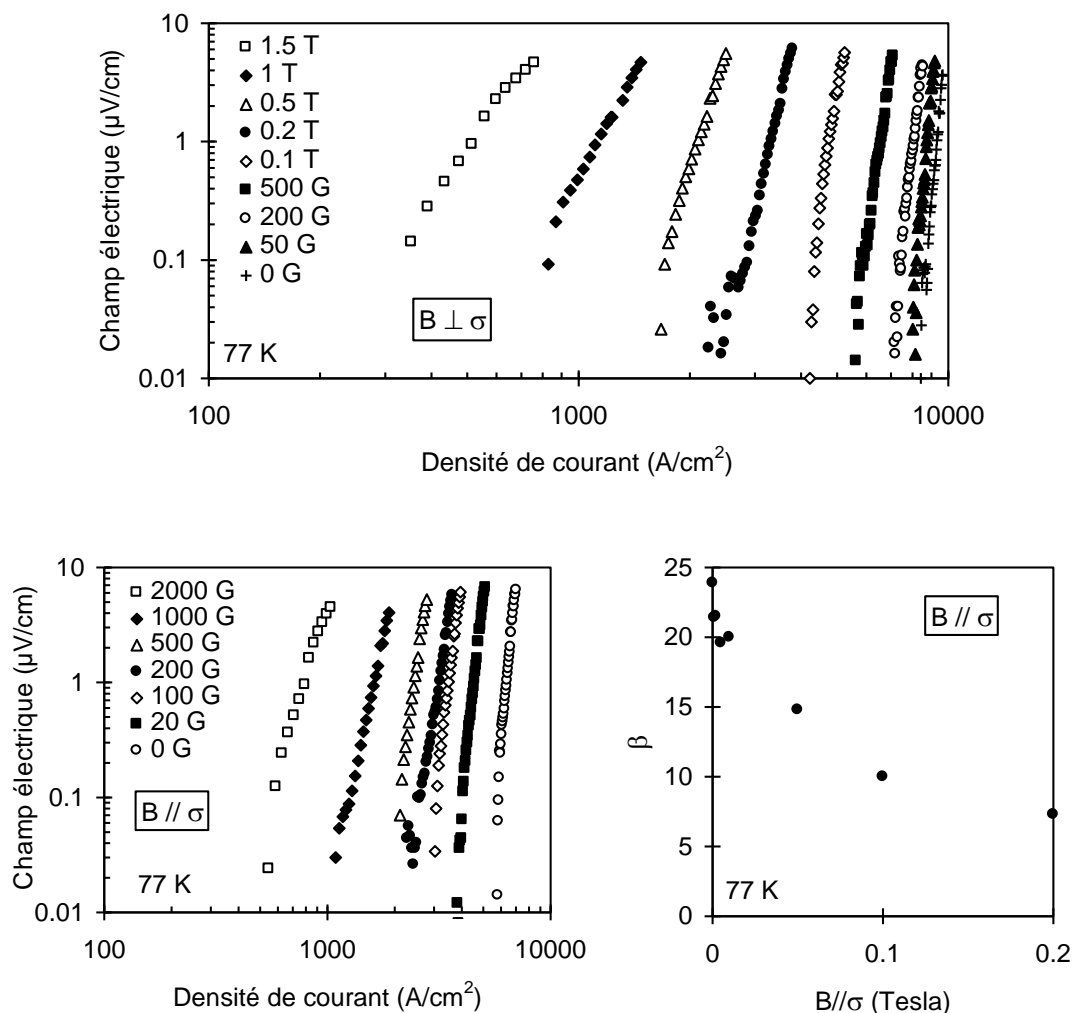 10
1
0.1
0.01
Champ électrique (µV/cm)
1.5 T
1 T
0.5 T
0.2 T
0.1 T
500 G
200 G
50 G
0 G
B ⊥ σ
77 K
100
1000
10000
Densité de courant (A/cm²)
10
1
0.1
0.01
Champ électrique (µV/cm)
2000 G
1000 G
500 G
200 G
100 G
20 G
0 G
B // σ
77 K
100
1000
10000
Densité de courant (A/cm²)
25
20
15
10
5
0
β
B // σ
77 K
0
0.1
0.2
B//σ (Tesla)